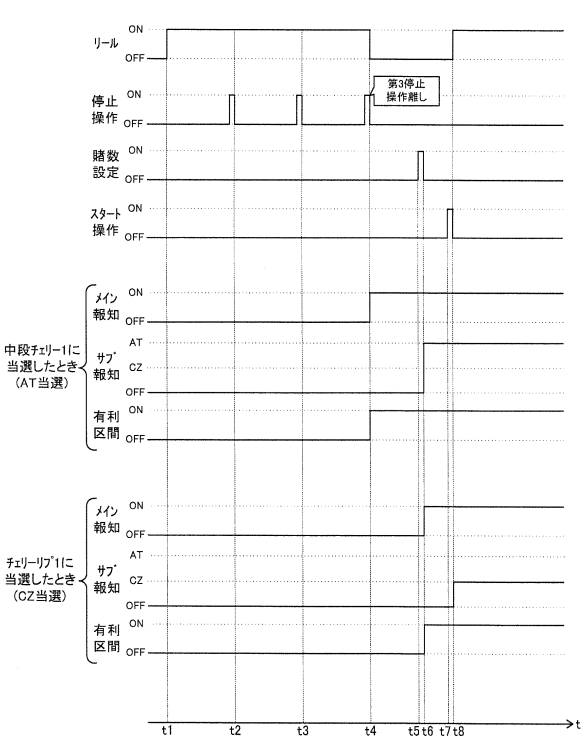 リール
ON
OFF
停止
操作
ON
OFF
第3停止
操作離し
賭数
設定
ON
OFF
スタート
操作
ON
OFF
中段チェリー1に
当選したとき
(AT当選)
メイン
報知
ON
OFF
サブ
報知
AT
CZ
OFF
有利
区間
ON
OFF
チェリーリプ1に
当選したとき
(CZ当選)
メイン
報知
ON
OFF
サブ
報知
AT
CZ
OFF
有利
区間
ON
OFF
t1 t2 t3 t4 t5 t6 t7 t8 t